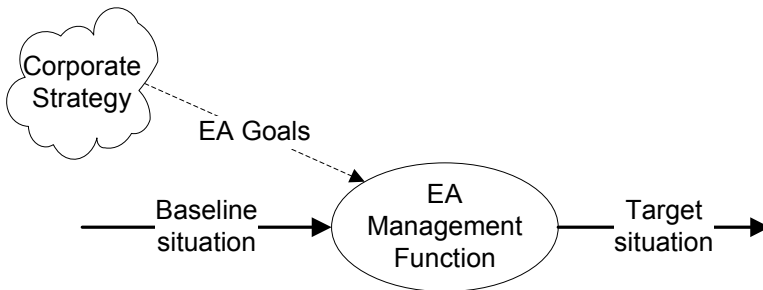 Corporate
Strategy
EA Goals
Baseline
situation
EA
Management
Function
Target
situation